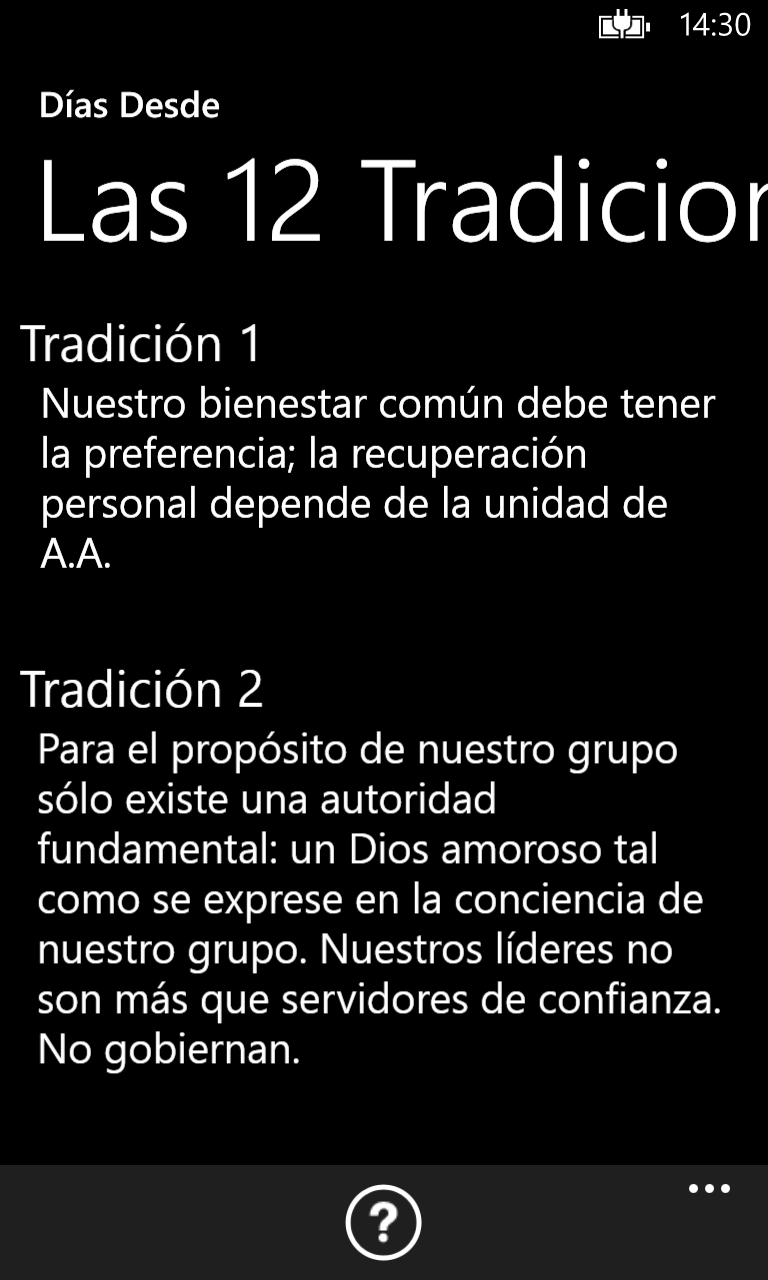 14:30
Días Desde
Las 12 Tradicion
Tradición 1
Nuestro bienestar común debe tener
la preferencia; la recuperación
personal depende de la unidad de
A.A.
Tradición 2
Para el propósito de nuestro grupo
sólo existe una autoridad
fundamental: un Dios amoroso tal
como se exprese en la conciencia de
nuestro grupo. Nuestros líderes no
son más que servidores de confianza.
No gobiernan.
?